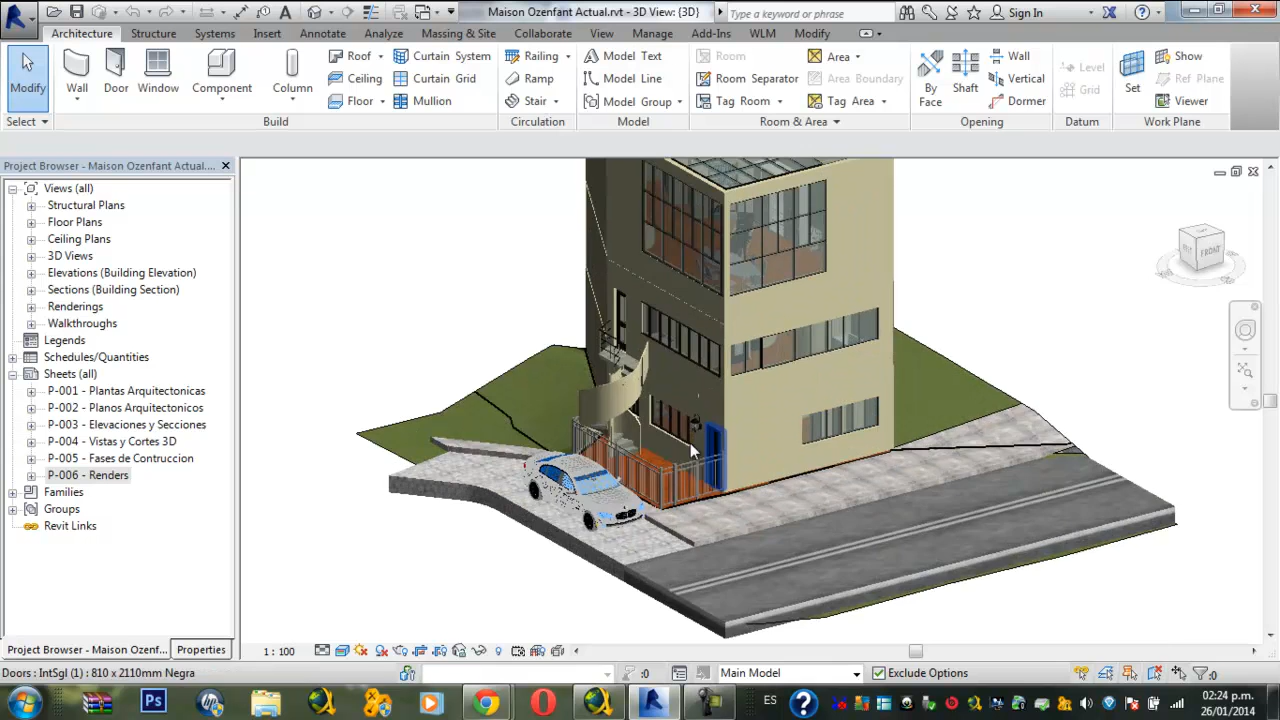 Maison Ozenfant Actual.rvt - 3D View: {3D}
Type a keyword or phrase
Sign In
Architecture Structure Systems Insert Annotate Analyze Massing & Site Collaborate View Manage Add-Ins VLM Modify
Modify Wall Door Window Component Column
Roof Curtain System Railing Model Text Room Area Wall Show
Ceiling Curtain Grid Ramp Model Line Room Separator Area Boundary Vertical Level Ref Plane
Floor Mullion Stair Model Group Tag Room Tag Area By Face Shaft Dormer Grid Set Viewer
Select Build Circulation Model Room & Area Opening Datum Work Plane
Project Browser - Maison Ozenfant Actual....
Views (all)
Structural Plans
Floor Plans
Ceiling Plans
3D Views
Elevations (Building Elevation)
Sections (Building Section)
Renderings
Walkthroughs
Legends
Schedules/Quantities
Sheets (all)
P-001 - Plantas Arquitectonicas
P-002 - Planos Arquitectonicos
P-003 - Elevaciones y Secciones
P-004 - Vistas y Cortes 3D
P-005 - Fases de Construccion
P-006 - Renders
Families
Groups
Revit Links
FRONT
Project Browser - Maison Ozenf... Properties
1 : 100
Doors : IntSgl (1) : 810 x 2110mm Negra
:0
Main Model
Exclude Options
:0
Ps
ES
02:24 p.m.
26/01/2014